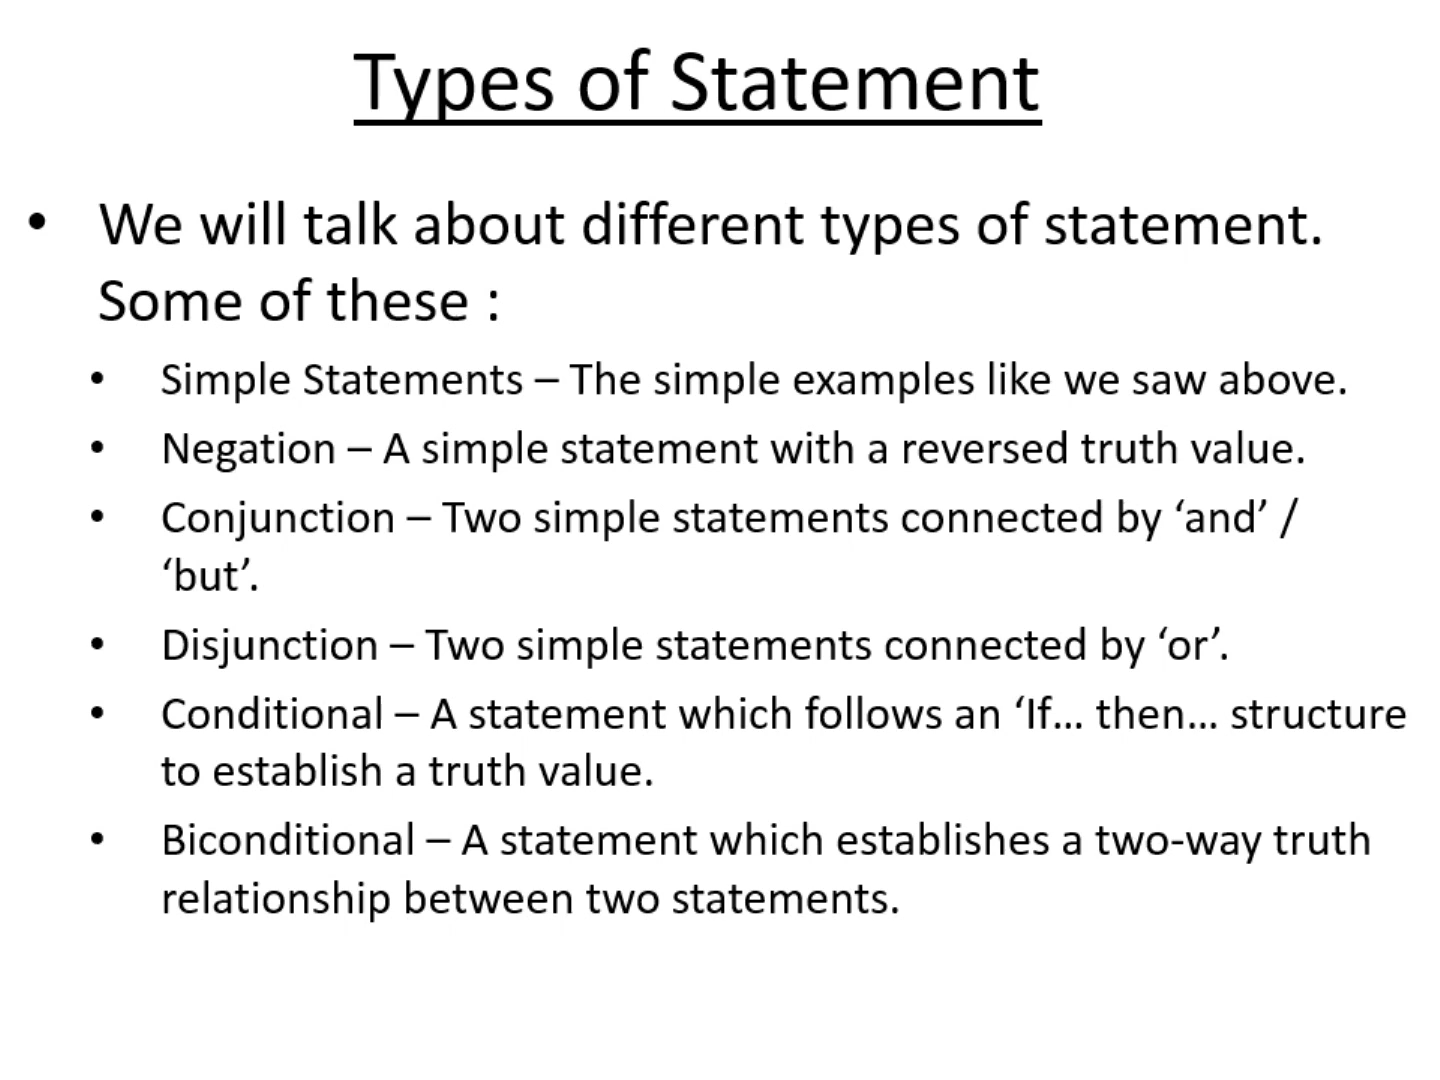 Types of Statement
• We will talk about different types of statement.
Some of these :
• Simple Statements – The simple examples like we saw above.
• Negation – A simple statement with a reversed truth value.
• Conjunction – Two simple statements connected by ‘and’ /
‘but’.
• Disjunction – Two simple statements connected by ‘or’.
• Conditional – A statement which follows an ‘If… then… structure
to establish a truth value.
• Biconditional – A statement which establishes a two-way truth
relationship between two statements.